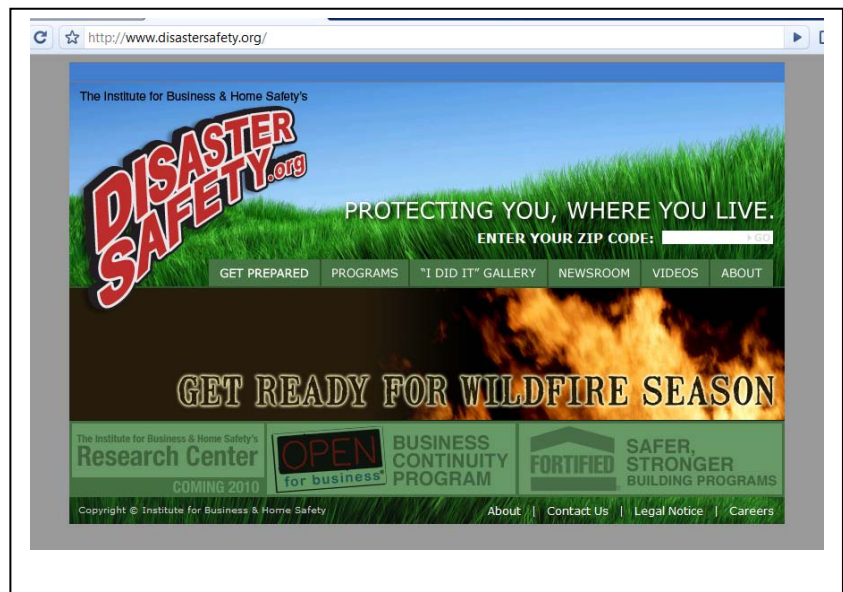 http://www.disastersafety.org/
The Institute for Business & Home Safety's
DISASTER
SAFETY.org
PROTECTING YOU, WHERE YOU LIVE.
ENTER YOUR ZIP CODE: GO
GET PREPARED PROGRAMS "I DID IT" GALLERY NEWSROOM VIDEOS ABOUT
GET READY FOR WILDFIRE SEASON
The Institute for Business & Home Safety's
Research Center
COMING 2010
OPEN
for business®
BUSINESS
CONTINUITY
PROGRAM
FORTIFIED
SAFER,
STRONGER
BUILDING PROGRAMS
Copyright © Institute for Business & Home Safety
About | Contact Us | Legal Notice | Careers